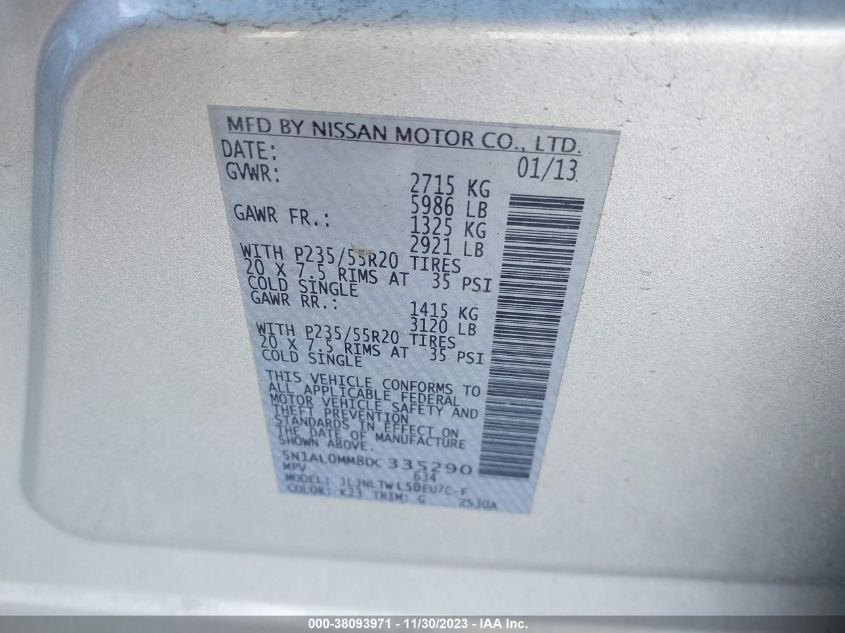 MFD BY NISSAN MOTOR CO., LTD.
DATE: 01/13
GVWR: 2715 KG
5986 LB
GAWR FR.: 1325 KG
2921 LB
WITH P235/55R20 TIRES
20 X 7.5 RIMS AT 35 PSI
COLD SINGLE
GAWR RR.: 1415 KG
3120 LB
WITH P235/55R20 TIRES
20 X 7.5 RIMS AT 35 PSI
COLD SINGLE
THIS VEHICLE CONFORMS TO
ALL APPLICABLE FEDERAL
MOTOR VEHICLE SAFETY AND
THEFT PREVENTION
STANDARDS IN EFFECT ON
THE DATE OF MANUFACTURE
SHOWN ABOVE.
5N1AL0MM8DC 335290
MPV 634
MODEL: JLJNLTWL5DEU7C-F
COLOR: K23 TRIM: G 2530A
000-38093971 - 11/30/2023 - IAA Inc.